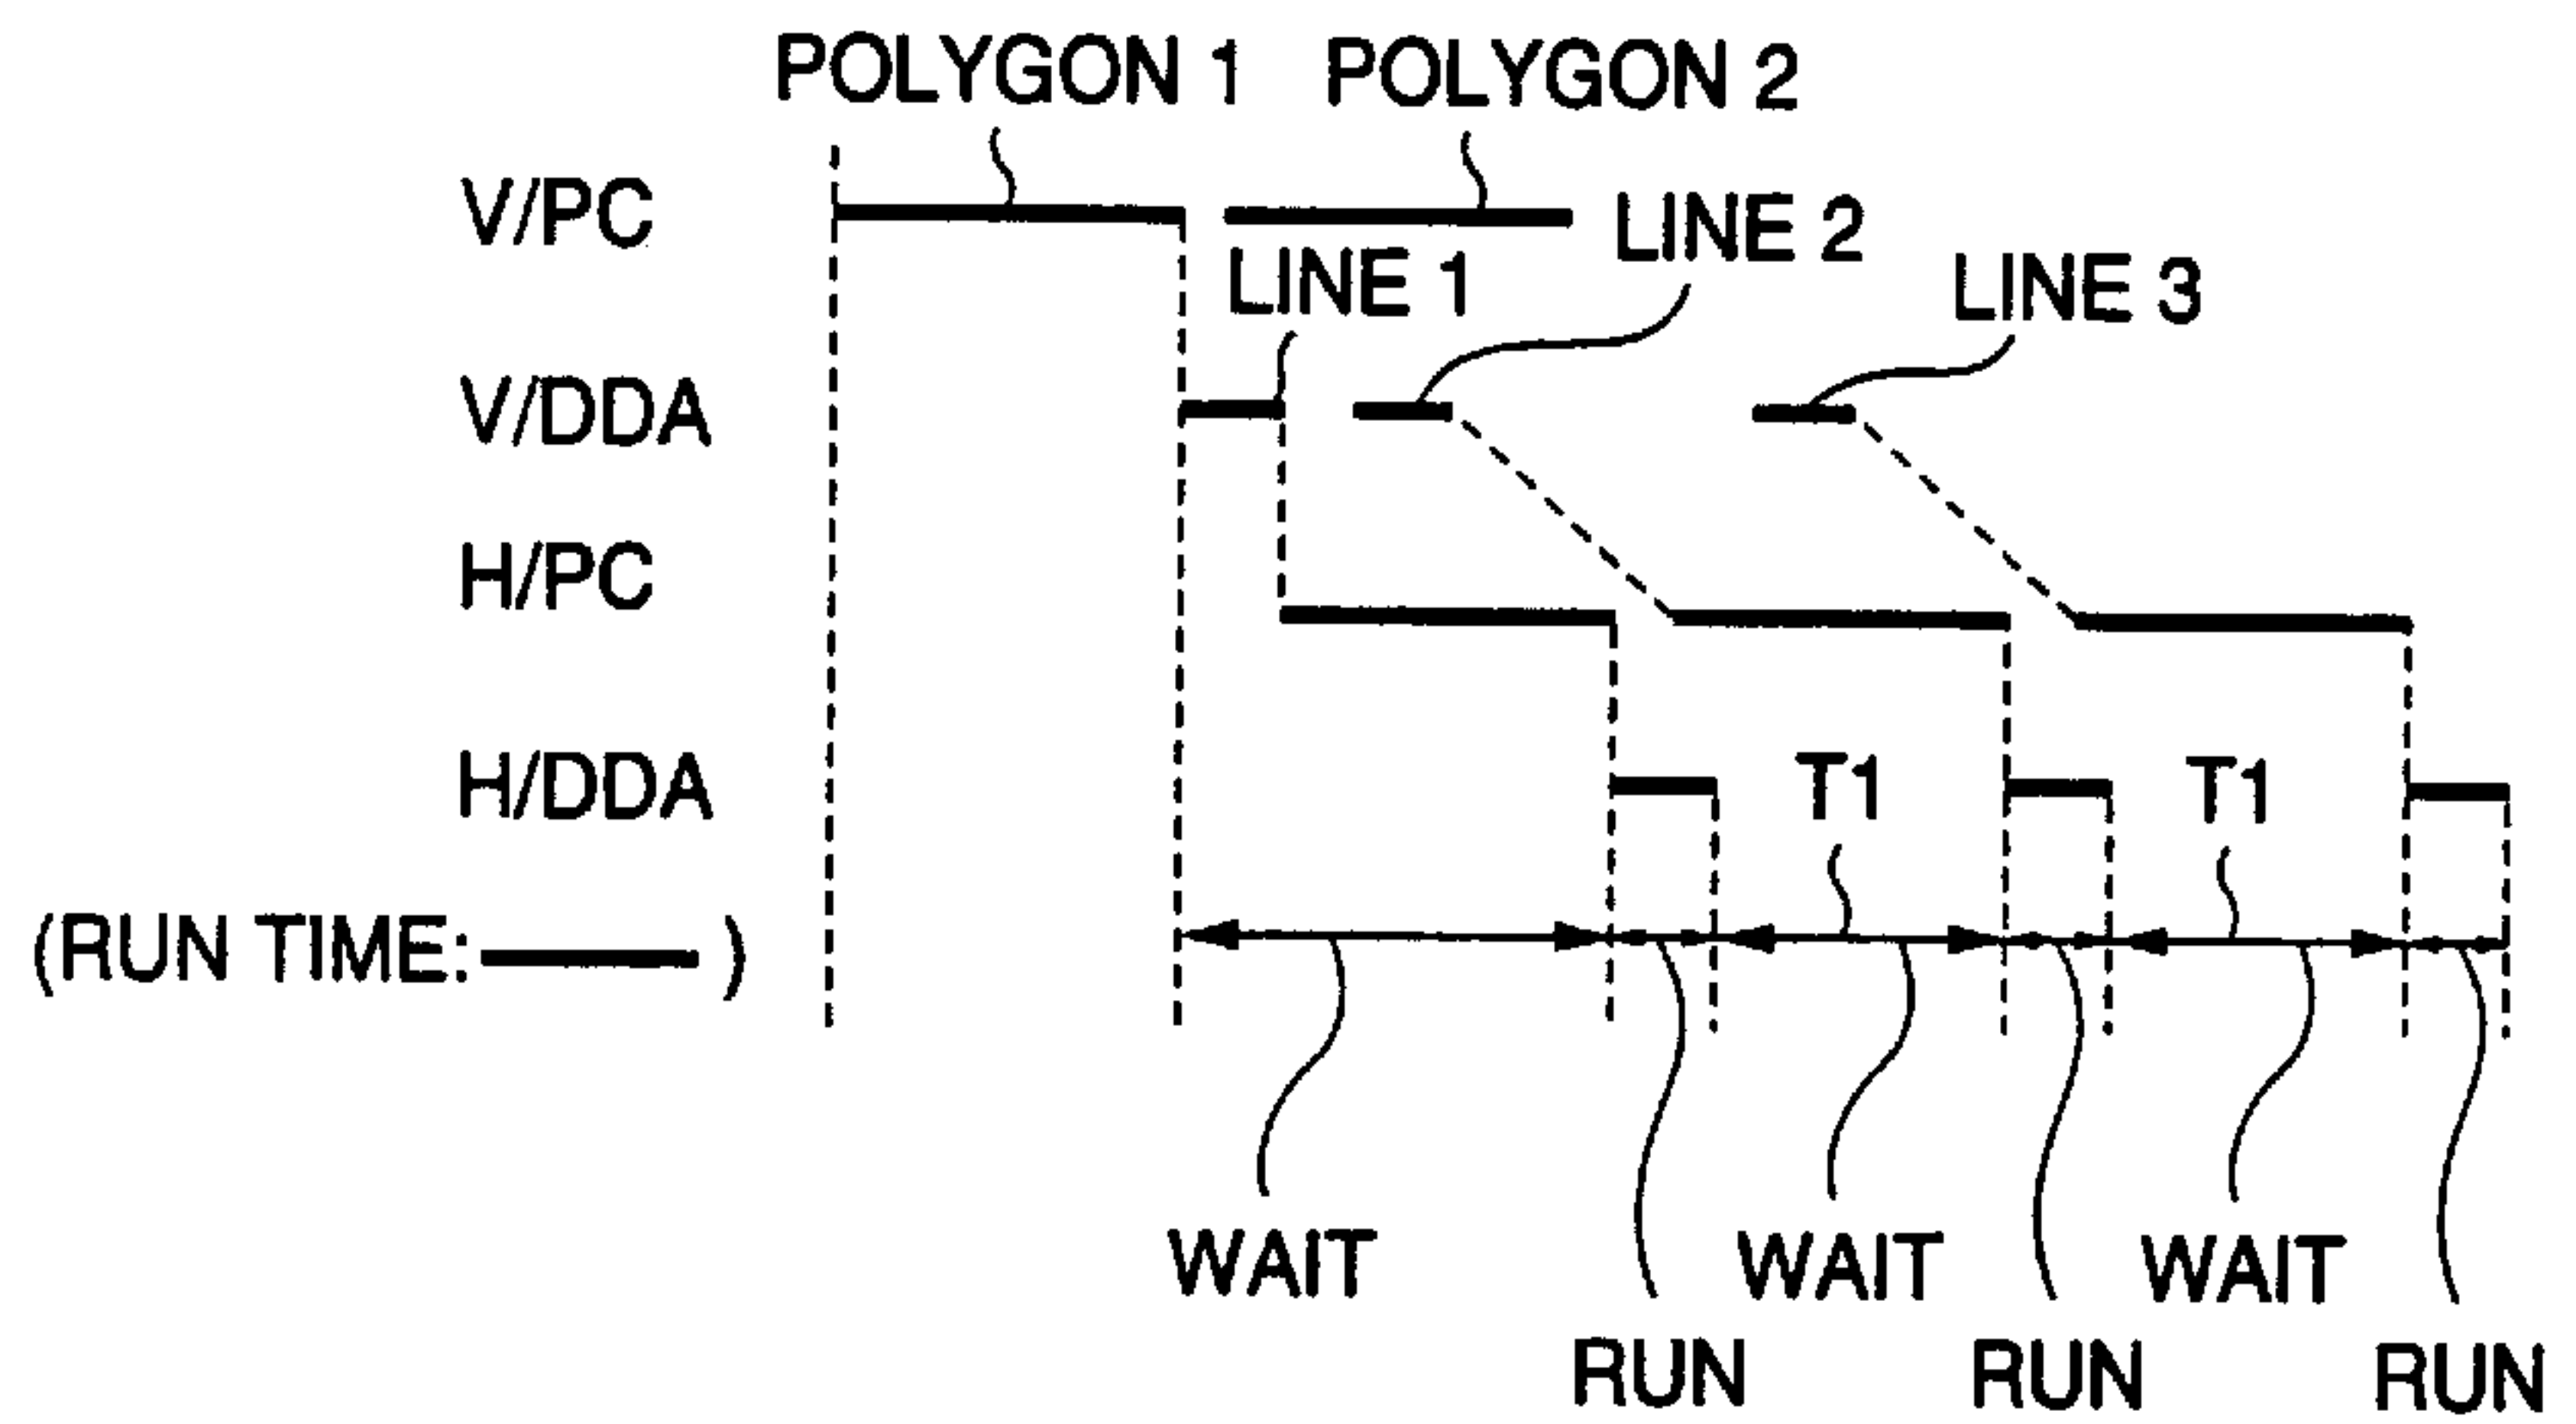 POLYGON 1 POLYGON 2
V/PC
LINE 1
LINE 2
LINE 3
V/DDA
H/PC
H/DDA
T1 T1
(RUN TIME: )
WAIT WAIT WAIT
RUN RUN RUN